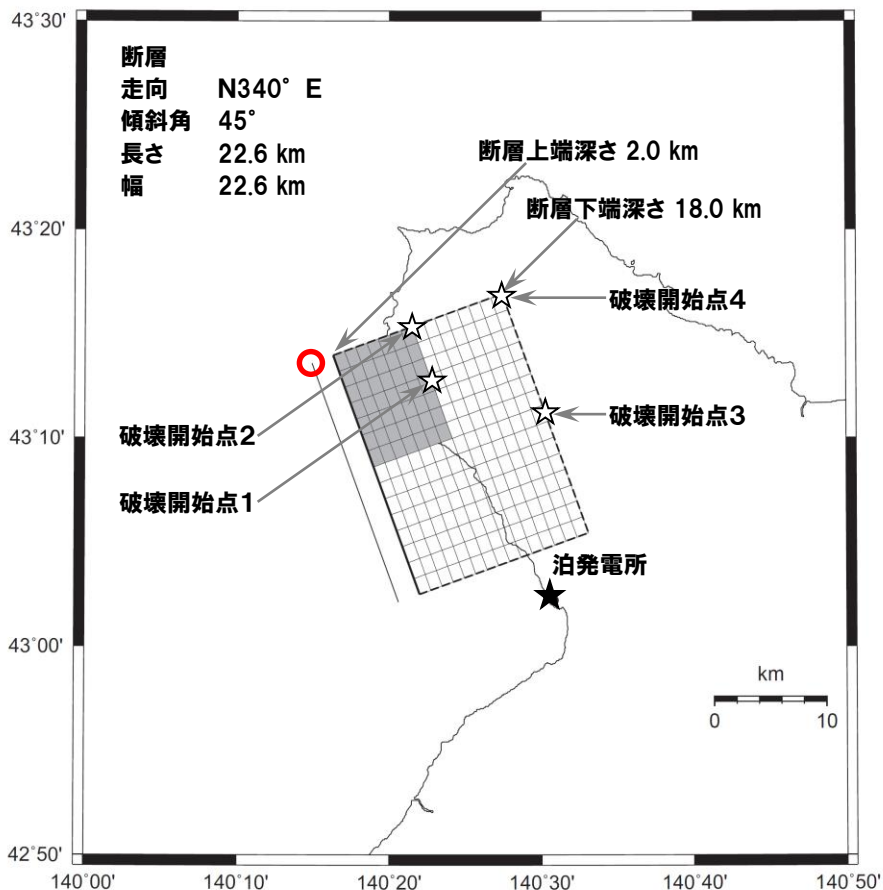 43˚30'
断層
走向 N340° E
傾斜角 45°
長さ 22.6 km
幅 22.6 km
断層上端深さ 2.0 km
断層下端深さ 18.0 km
43˚20'
破壊開始点4
破壊開始点3
破壊開始点2
43˚10'
破壊開始点1
泊発電所
43˚00'
km
0 10
42˚50'
140˚00' 140˚10' 140˚20' 140˚30' 140˚40' 140˚50'